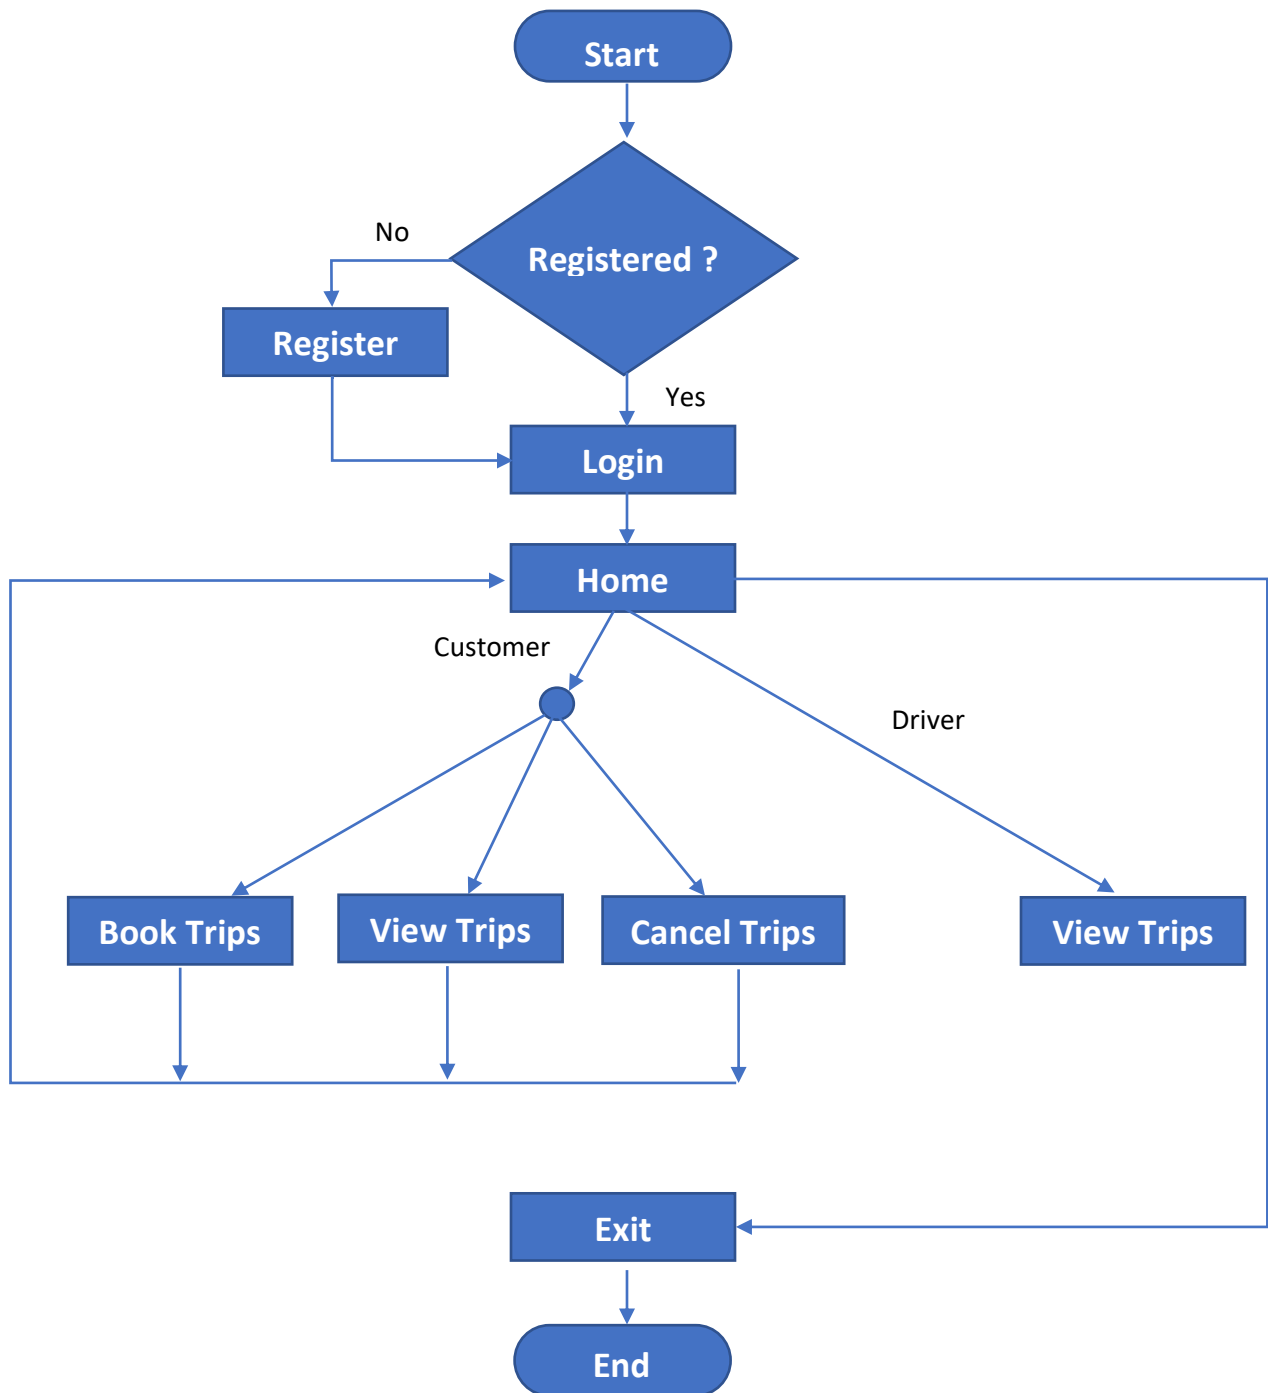 Start
No
Registered ?
Register
Yes
Login
Home
Customer
Driver
Book Trips
View Trips
Cancel Trips
View Trips
Exit
End